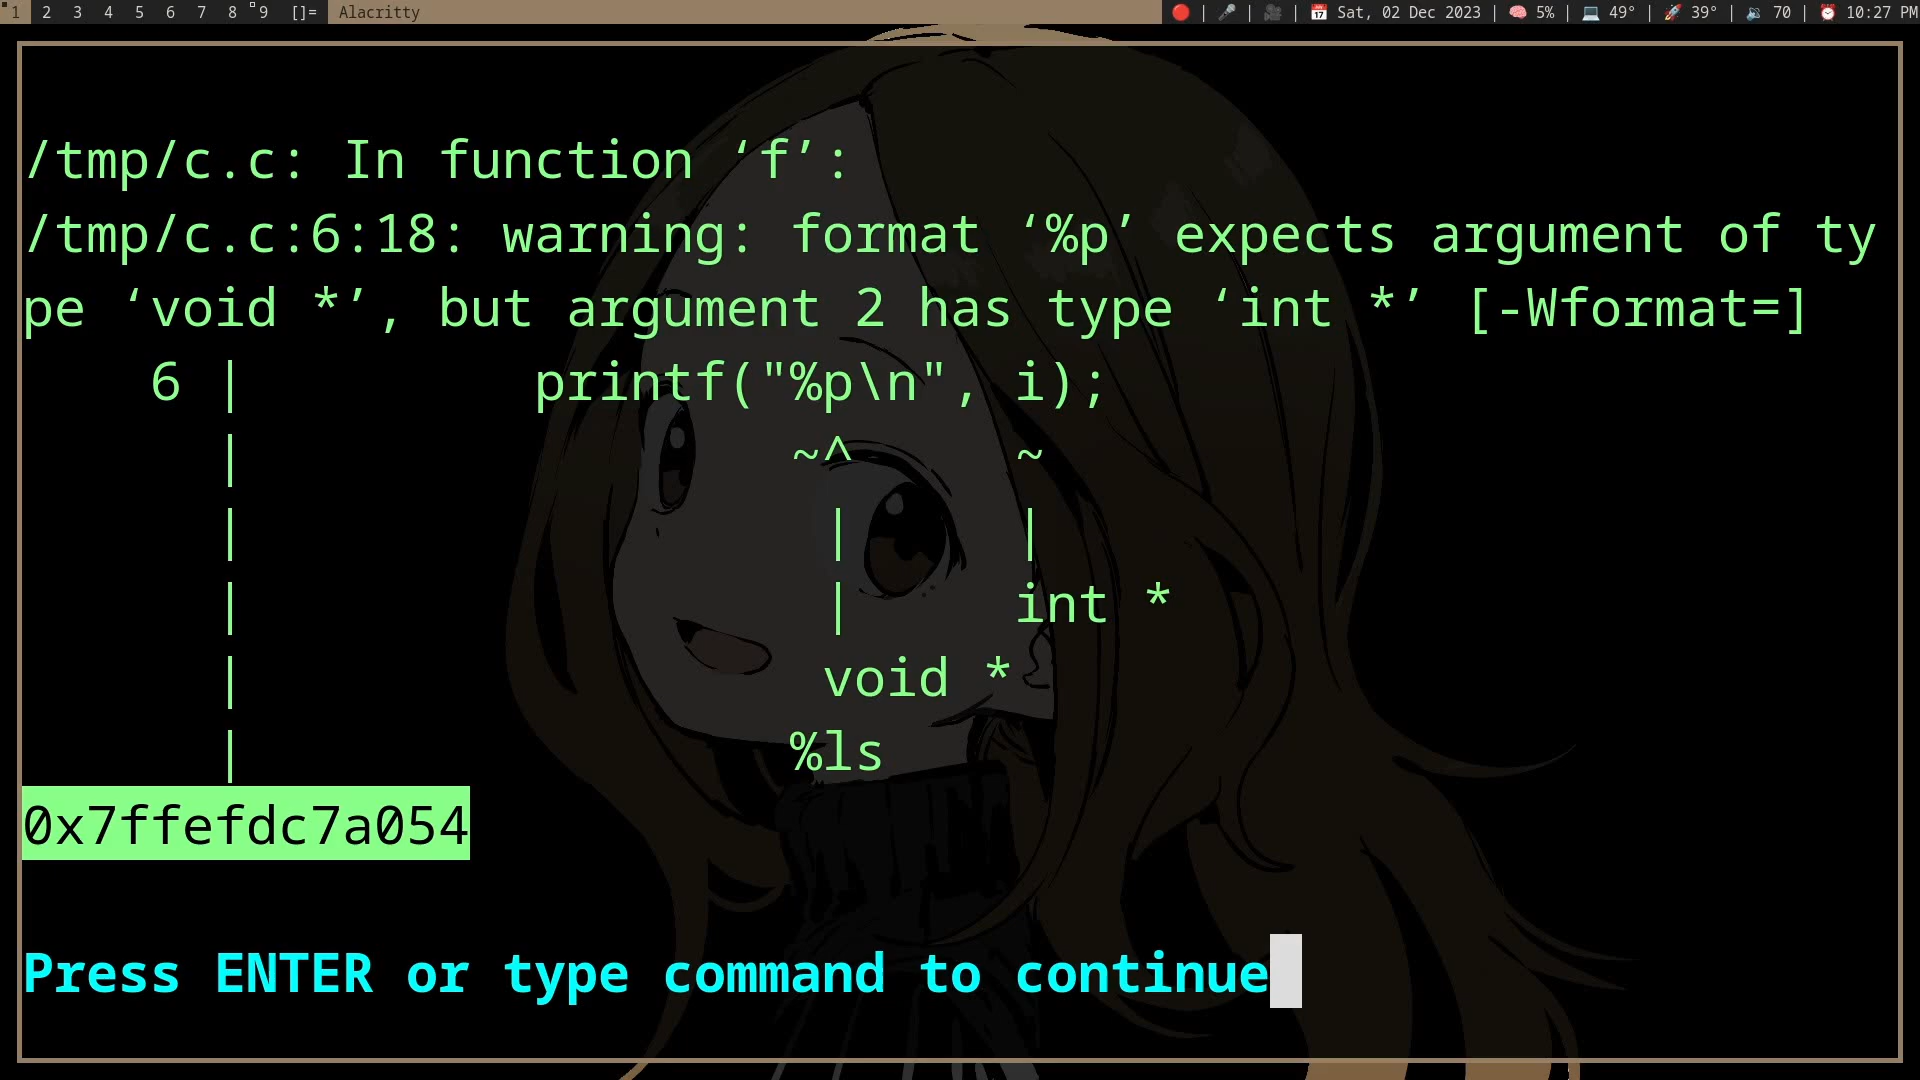 1 2 3 4 5 6 7 8 9 []= Alacritty | | | Sat, 02 Dec 2023 | 5% | 49° | 39° | 70 | 10:27 PM
/tmp/c.c: In function ‘f’:
/tmp/c.c:6:18: warning: format ‘%p’ expects argument of ty
pe ‘void *’, but argument 2 has type ‘int *’ [-Wformat=]
    6 |         printf("%p\n", i);
      |                 ~^     ~
      |                  |     |
      |                  |     int *
      |                  void *
      |                 %ls
0x7ffefdc7a054
Press ENTER or type command to continue